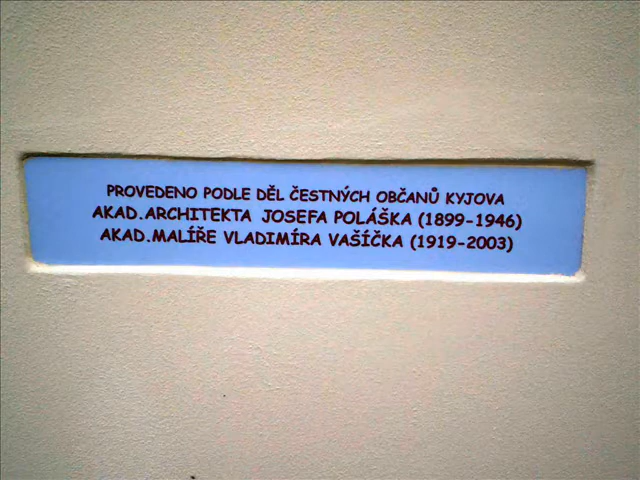 PROVEDENO PODLE DĚL ČESTNÝCH OBČANŮ KYJOVA
AKAD.ARCHITEKTA JOSEFA POLÁŠKA (1899-1946)
AKAD.MALÍŘE VLADIMÍRA VAŠÍČKA (1919-2003)